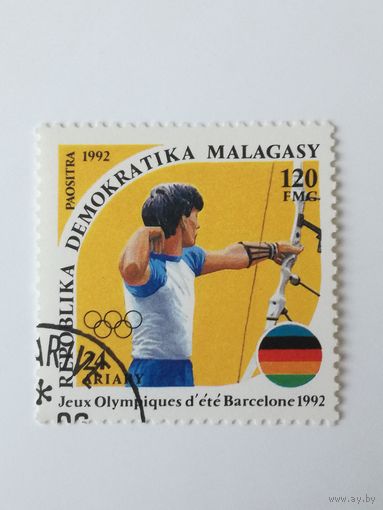 PAOSITRA 1992
REPOBLIKA DEMOKRATIKA MALAGASY
120
FMG.
24
ARIARY
Jeux Olympiques d'été Barcelone 1992
www.ay.by